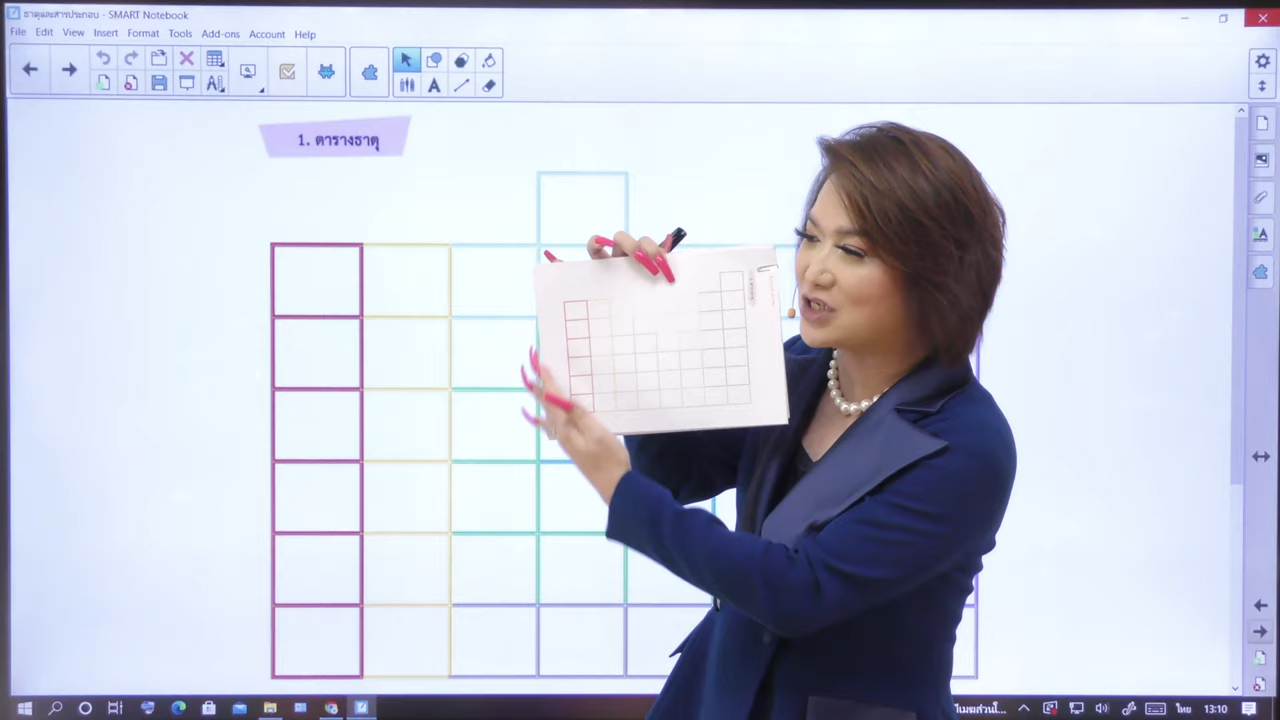 ธาตุและสารประกอบ - SMART Notebook
File Edit View Insert Format Tools Add-ons Account Help
1. ตารางธาตุ
ไทย 13:10